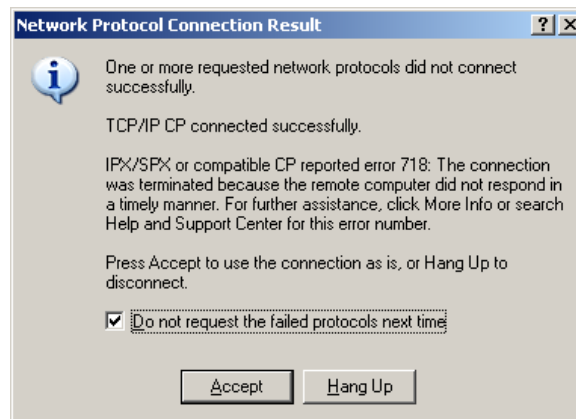 Network Protocol Connection Result
One or more requested network protocols did not connect
successfully.
TCP/IP CP connected successfully.
IPX/SPX or compatible CP reported error 718: The connection
was terminated because the remote computer did not respond in
a timely manner. For further assistance, click More Info or search
Help and Support Center for this error number.
Press Accept to use the connection as is, or Hang Up to
disconnect.
Do not request the failed protocols next time
Accept
Hang Up